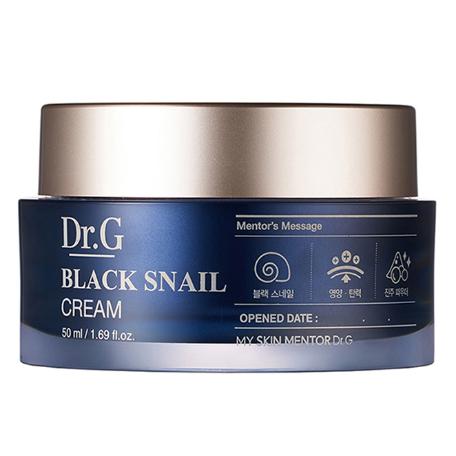 Dr.G
BLACK SNAIL
CREAM
50 ml / 1.69 fl.oz.
Mentor's Message
블랙 스네일
영양 · 탄력
진주 파우더
OPENED DATE :
MY SKIN MENTOR Dr.G